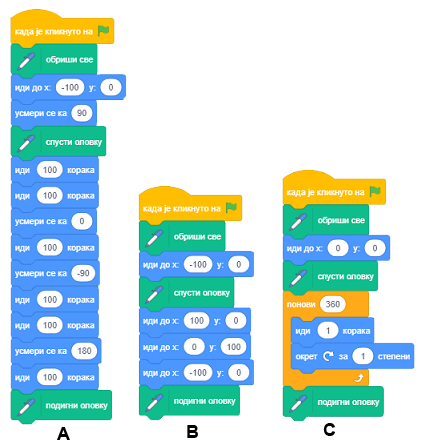 када је кликнуто на
обриши све
иди до x: -100 y: 0
усмери се ка 90
спусти оловку
иди 100 корака
иди 100 корака
усмери се ка 0
иди 100 корака
усмери се ка -90
иди 100 корака
иди 100 корака
усмери се ка 180
иди 100 корака
подигни оловку
A
када је кликнуто на
обриши све
иди до x: -100 y: 0
спусти оловку
иди до x: 100 y: 0
иди до x: 0 y: 100
иди до x: -100 y: 0
подигни оловку
B
када је кликнуто на
обриши све
иди до x: 0 y: 0
спусти оловку
понови 360
иди 1 корака
окрет за 1 степени
подигни оловку
C